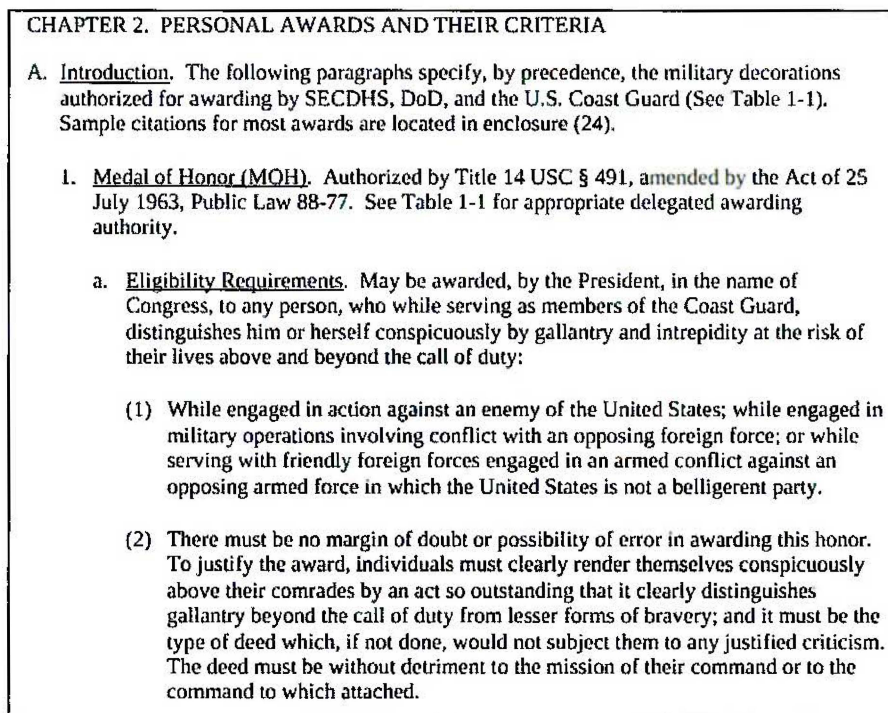 CHAPTER 2. PERSONAL AWARDS AND THEIR CRITERIA
A. Introduction. The following paragraphs specify, by precedence, the military decorations
authorized for awarding by SECDHS, DoD, and the U.S. Coast Guard (See Table 1-1).
Sample citations for most awards are located in enclosure (24).
1. Medal of Honor (MOH). Authorized by Title 14 USC § 491, amended by the Act of 25
July 1963, Public Law 88-77. See Table 1-1 for appropriate delegated awarding
authority.
a. Eligibility Requirements. May be awarded, by the President, in the name of
Congress, to any person, who while serving as members of the Coast Guard,
distinguishes him or herself conspicuously by gallantry and intrepidity at the risk of
their lives above and beyond the call of duty:
(1) While engaged in action against an enemy of the United States; while engaged in
military operations involving conflict with an opposing foreign force; or while
serving with friendly foreign forces engaged in an armed conflict against an
opposing armed force in which the United States is not a belligerent party.
(2) There must be no margin of doubt or possibility of error in awarding this honor.
To justify the award, individuals must clearly render themselves conspicuously
above their comrades by an act so outstanding that it clearly distinguishes
gallantry beyond the call of duty from lesser forms of bravery; and it must be the
type of deed which, if not done, would not subject them to any justified criticism.
The deed must be without detriment to the mission of their command or to the
command to which attached.